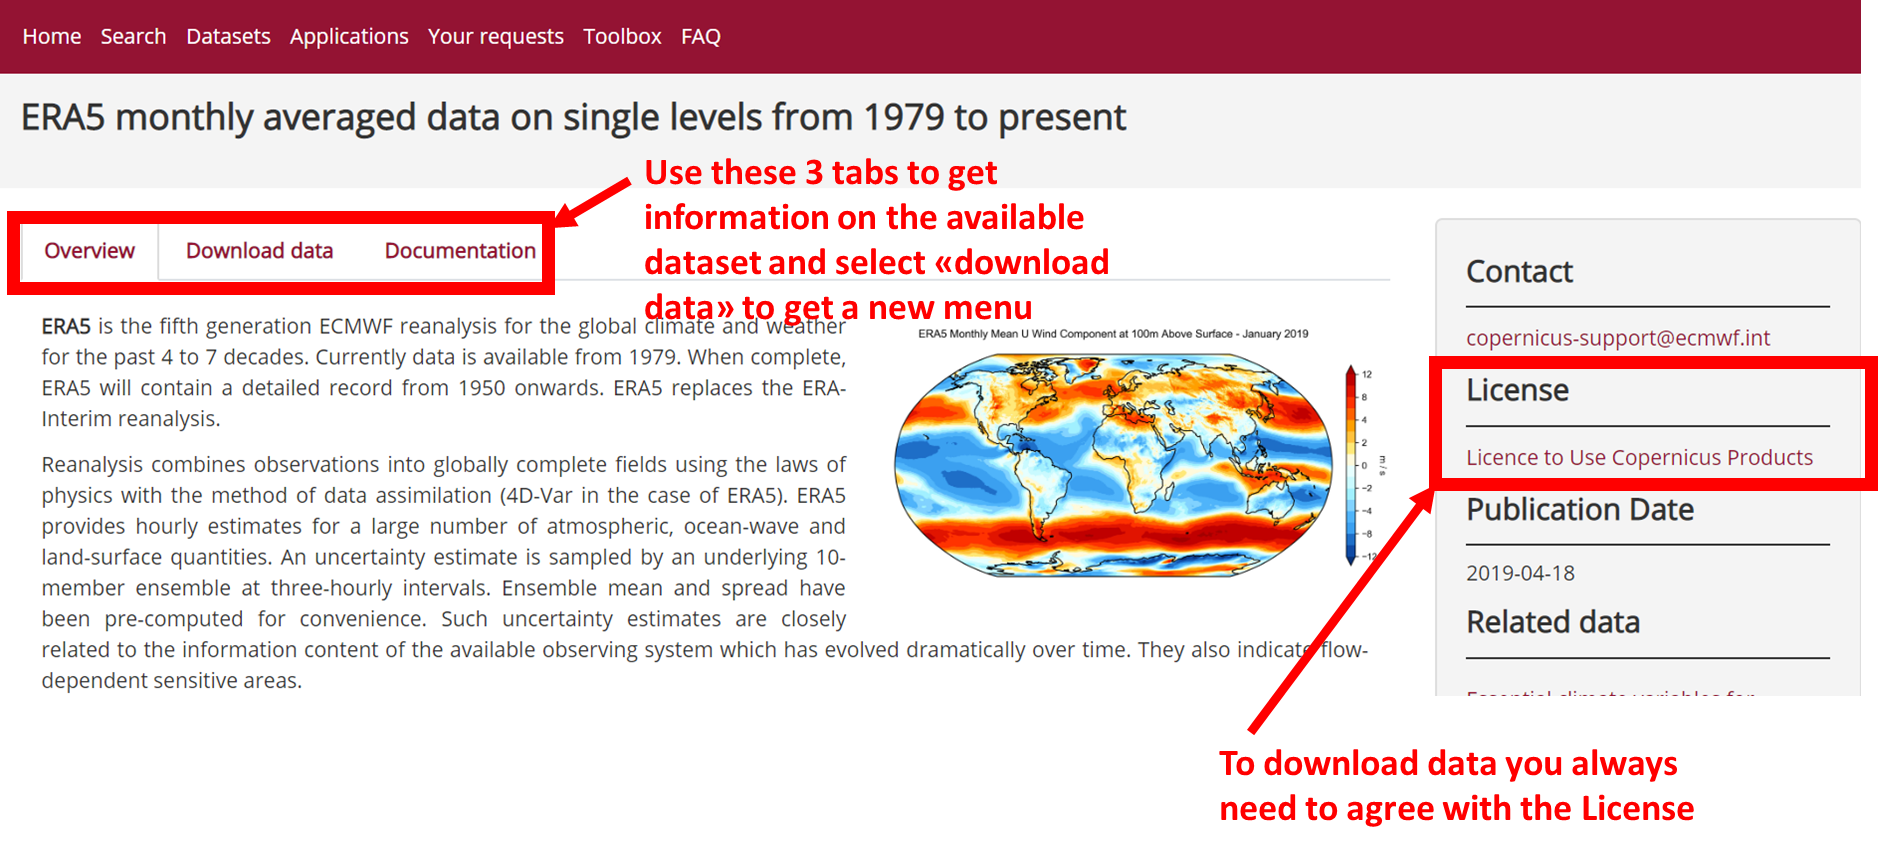 Home Search Datasets Applications Your requests Toolbox FAQ
ERA5 monthly averaged data on single levels from 1979 to present
Use these 3 tabs to get
information on the available
dataset and select «download
data» to get a new menu
Overview Download data Documentation
ERA5 is the fifth generation ECMWF reanalysis for the global climate and weather
for the past 4 to 7 decades. Currently data is available from 1979. When complete,
ERA5 will contain a detailed record from 1950 onwards. ERA5 replaces the ERA-
Interim reanalysis.
Reanalysis combines observations into globally complete fields using the laws of
physics with the method of data assimilation (4D-Var in the case of ERA5). ERA5
provides hourly estimates for a large number of atmospheric, ocean-wave and
land-surface quantities. An uncertainty estimate is sampled by an underlying 10-
member ensemble at three-hourly intervals. Ensemble mean and spread have
been pre-computed for convenience. Such uncertainty estimates are closely
related to the information content of the available observing system which has evolved dramatically over time. They also indicate flow-
dependent sensitive areas.
ERA5 Monthly Mean U Wind Component at 100m Above Surface - January 2019
12
8
4
2
0
−2
−4
−8
−12
m / s
Contact
copernicus-support@ecmwf.int
License
Licence to Use Copernicus Products
Publication Date
2019-04-18
Related data
Essential climate variables for
To download data you always
need to agree with the License